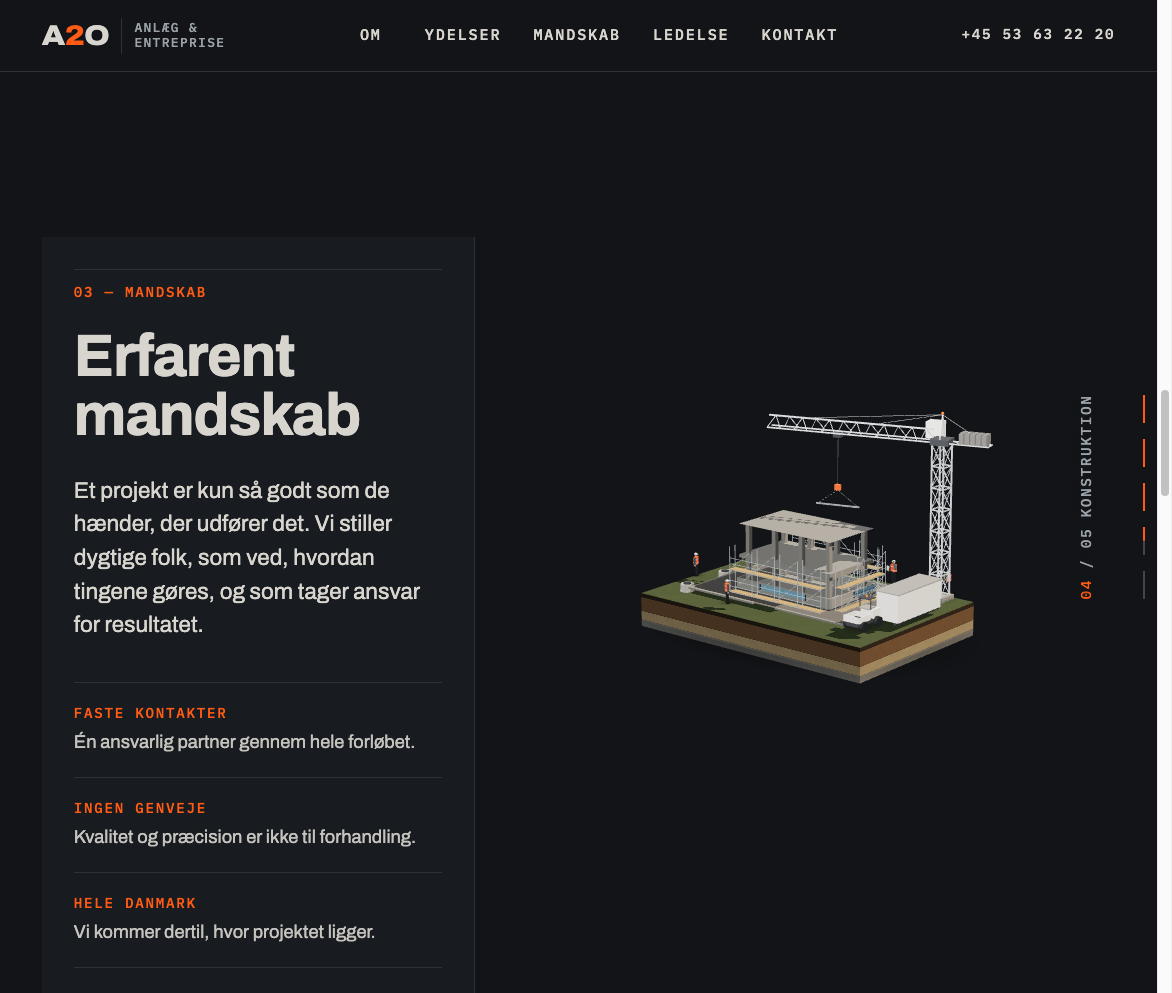 A2O
ANLÆG &
ENTREPRISE
OM YDELSER MANDSKAB LEDELSE KONTAKT
+45 53 63 22 20
03 — MANDSKAB
Erfarent
mandskab
Et projekt er kun så godt som de
hænder, der udfører det. Vi stiller
dygtige folk, som ved, hvordan
tingene gøres, og som tager ansvar
for resultatet.
FASTE KONTAKTER
Én ansvarlig partner gennem hele forløbet.
INGEN GENVEJE
Kvalitet og præcision er ikke til forhandling.
HELE DANMARK
Vi kommer dertil, hvor projektet ligger.
04 / 05 KONSTRUKTION